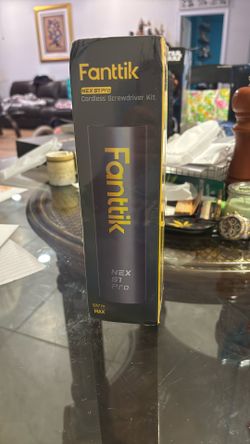 Fanttik
NEX S1 Pro
Cordless Screwdriver Kit
Fanttik
NEX
S1
Pro
MAX